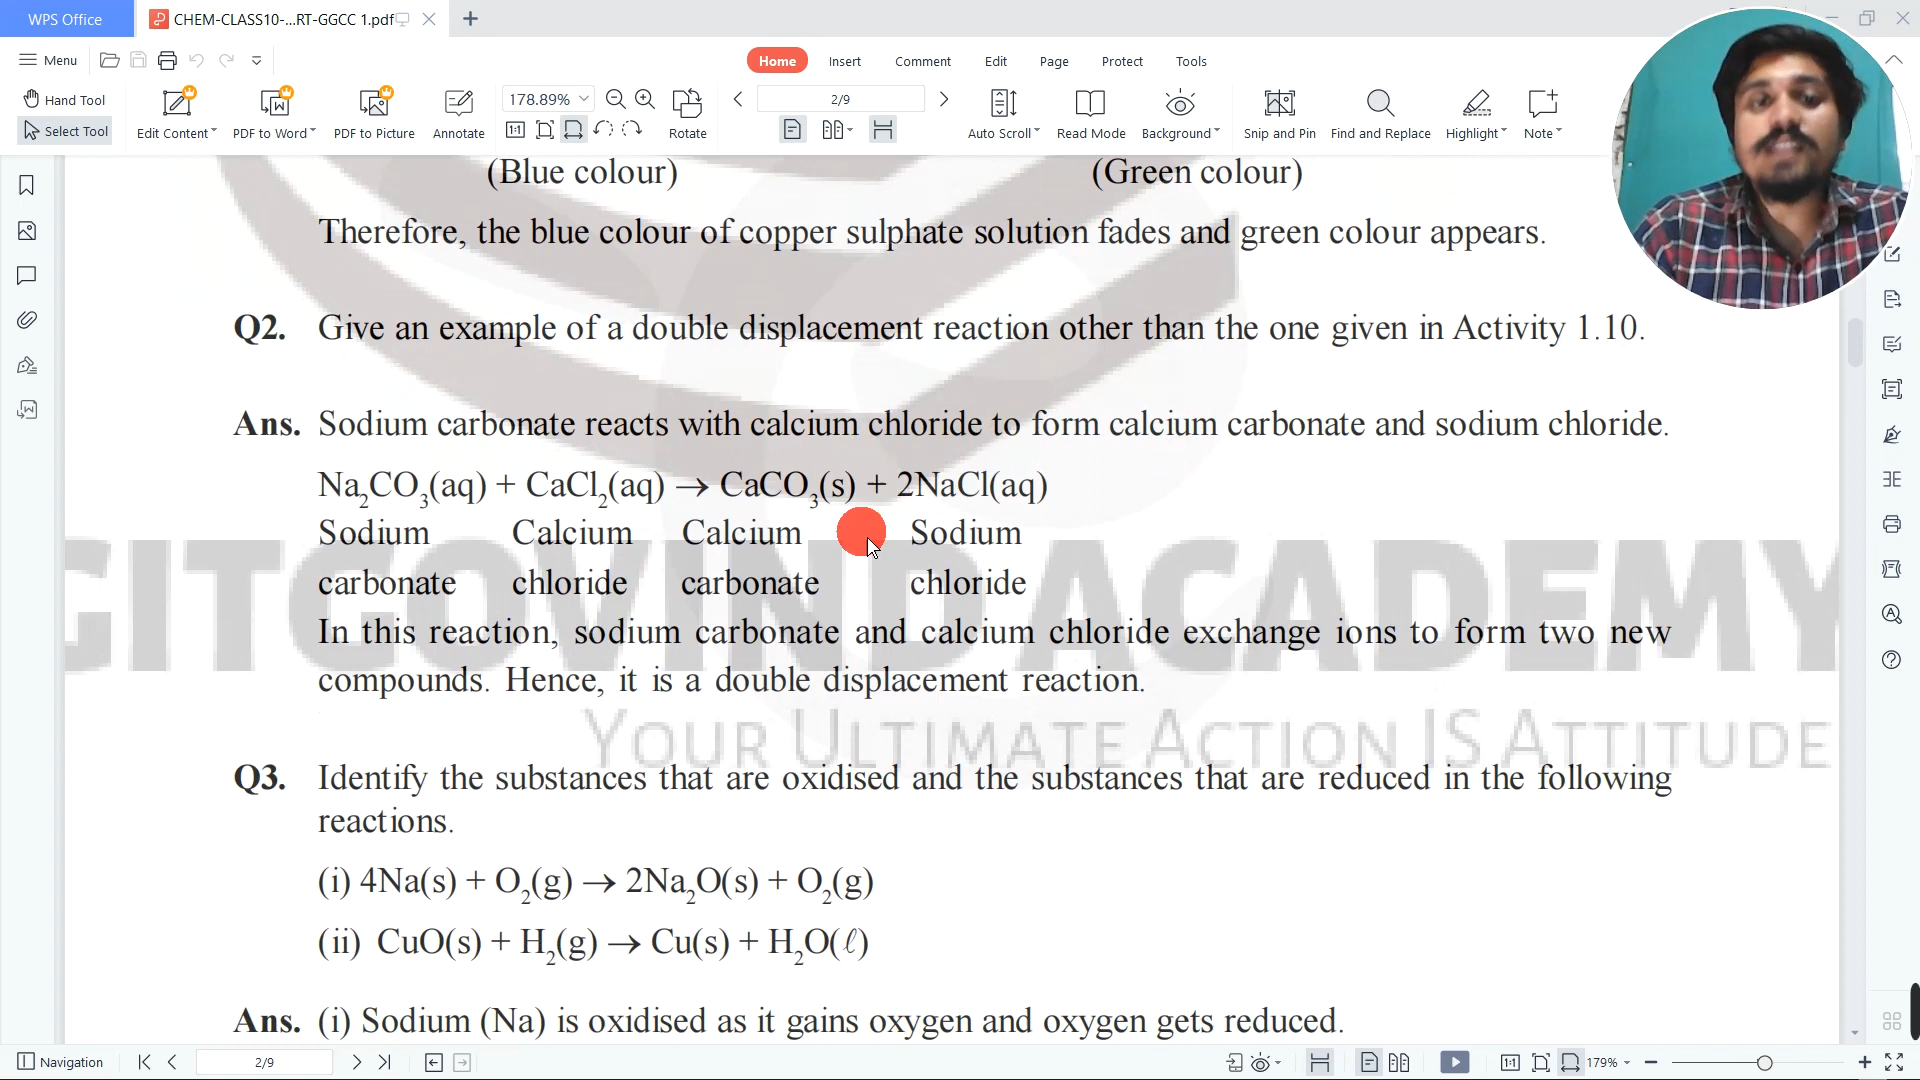 WPS Office
CHEM-CLASS10-...RT-GGCC 1.pdf
Menu
Home Insert Comment Edit Page Protect Tools
Hand Tool
Select Tool
Edit Content PDF to Word PDF to Picture Annotate
178.89%
Rotate
2/9
Auto Scroll Read Mode Background Snip and Pin Find and Replace Highlight Note
(Blue colour) (Green colour)
Therefore, the blue colour of copper sulphate solution fades and green colour appears.
Q2. Give an example of a double displacement reaction other than the one given in Activity 1.10.
Ans. Sodium carbonate reacts with calcium chloride to form calcium carbonate and sodium chloride.
Na₂CO₃(aq) + CaCl₂(aq) → CaCO₃(s) + 2NaCl(aq)
Sodium Calcium Calcium Sodium
carbonate chloride carbonate chloride
GITGOVIND ACADEMY
In this reaction, sodium carbonate and calcium chloride exchange ions to form two new
compounds. Hence, it is a double displacement reaction.
YOUR ULTIMATE ACTION IS ATTITUDE
Q3. Identify the substances that are oxidised and the substances that are reduced in the following
reactions.
(i) 4Na(s) + O₂(g) → 2Na₂O(s) + O₂(g)
(ii) CuO(s) + H₂(g) → Cu(s) + H₂O(ℓ)
Ans. (i) Sodium (Na) is oxidised as it gains oxygen and oxygen gets reduced.
Navigation 2/9 179%